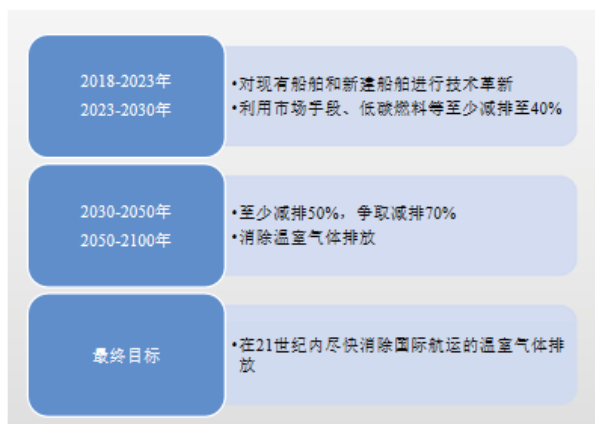 2018-2023年
2023-2030年
•对现有船舶和新建船舶进行技术革新
•利用市场手段、低碳燃料等至少减排至40%
2030-2050年
2050-2100年
•至少减排50%，争取减排70%
•消除温室气体排放
最终目标
•在21世纪内尽快消除国际航运的温室气体排
放